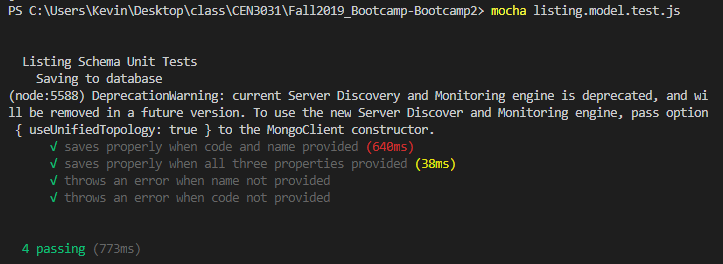 PS C:\Users\Kevin\Desktop\class\CEN3031\Fall2019_Bootcamp-Bootcamp2> mocha listing.model.test.js
Listing Schema Unit Tests
Saving to database
(node:5588) DeprecationWarning: current Server Discovery and Monitoring engine is deprecated, and wi
ll be removed in a future version. To use the new Server Discover and Monitoring engine, pass option
{ useUnifiedTopology: true } to the MongoClient constructor.
√ saves properly when code and name provided (640ms)
√ saves properly when all three properties provided (38ms)
√ throws an error when name not provided
√ throws an error when code not provided
4 passing (773ms)